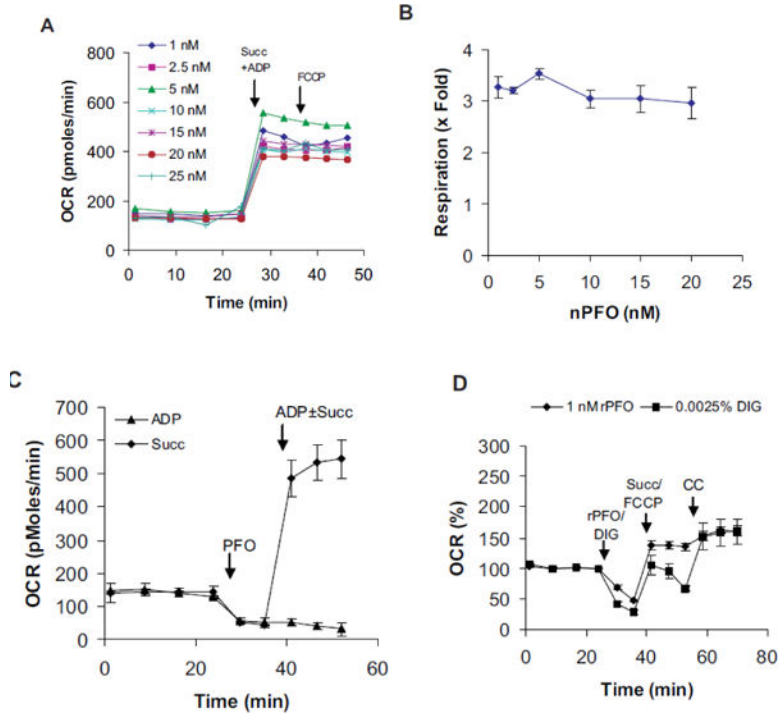 A
OCR (pmoles/min)
800
600
400
200
0
1 nM
2.5 nM
5 nM
10 nM
15 nM
20 nM
25 nM
Succ
+ADP
FCCP
0 10 20 30 40 50
Time (min)
B
Respiration (x Fold)
4
3
2
1
0
0 5 10 15 20 25
nPFO (nM)
C
OCR (pMoles/min)
700
600
500
400
300
200
100
0
ADP
Succ
PFO
ADP±Succ
0 20 40 60
Time (min)
D
1 nM rPFO
0.0025% DIG
OCR (%)
300
250
200
150
100
50
0
rPFO/
DIG
Succ/
FCCP
CC
0 20 40 60 80
Time (min)